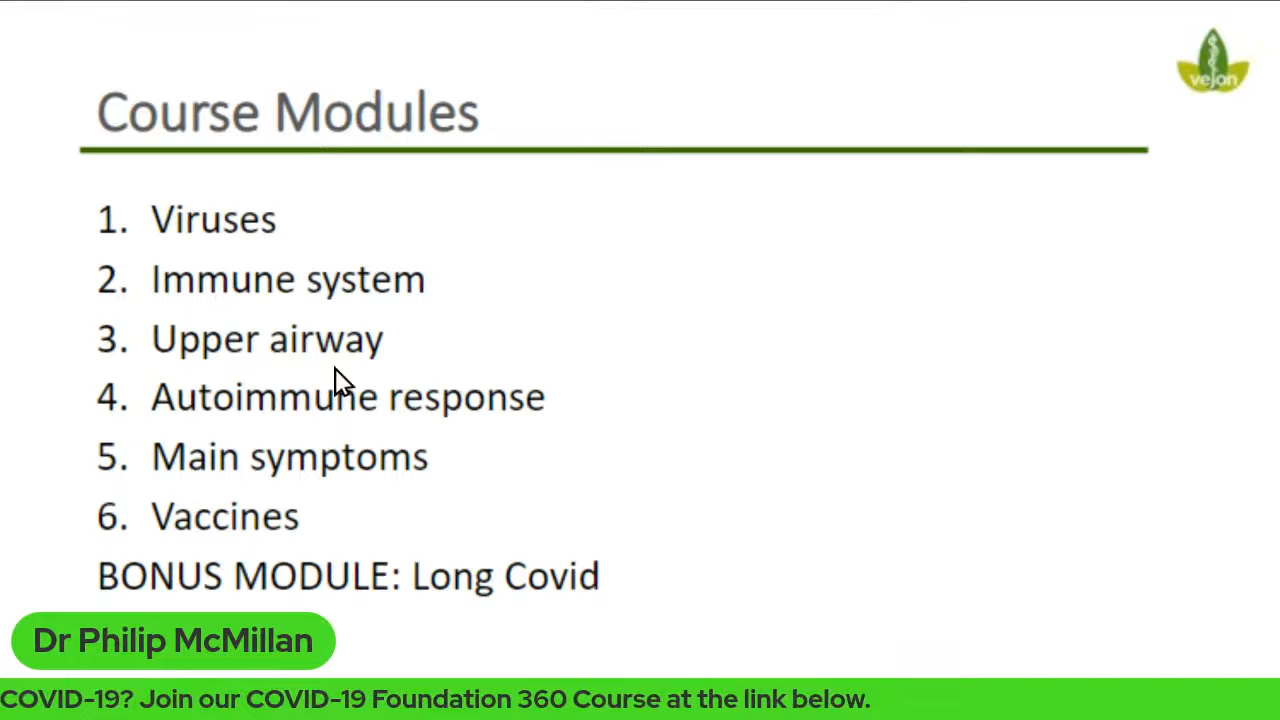 vejon
Course Modules
1. Viruses
2. Immune system
3. Upper airway
4. Autoimmune response
5. Main symptoms
6. Vaccines
BONUS MODULE: Long Covid
Dr Philip McMillan
COVID-19? Join our COVID-19 Foundation 360 Course at the link below.